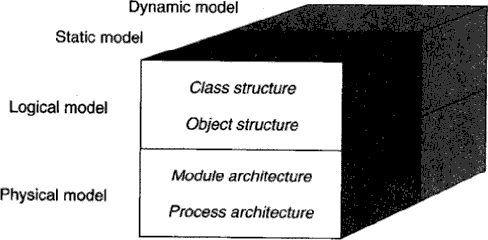 Dynamic model
Static model
Class structure
Logical model
Object structure
Module architecture
Physical model
Process architecture